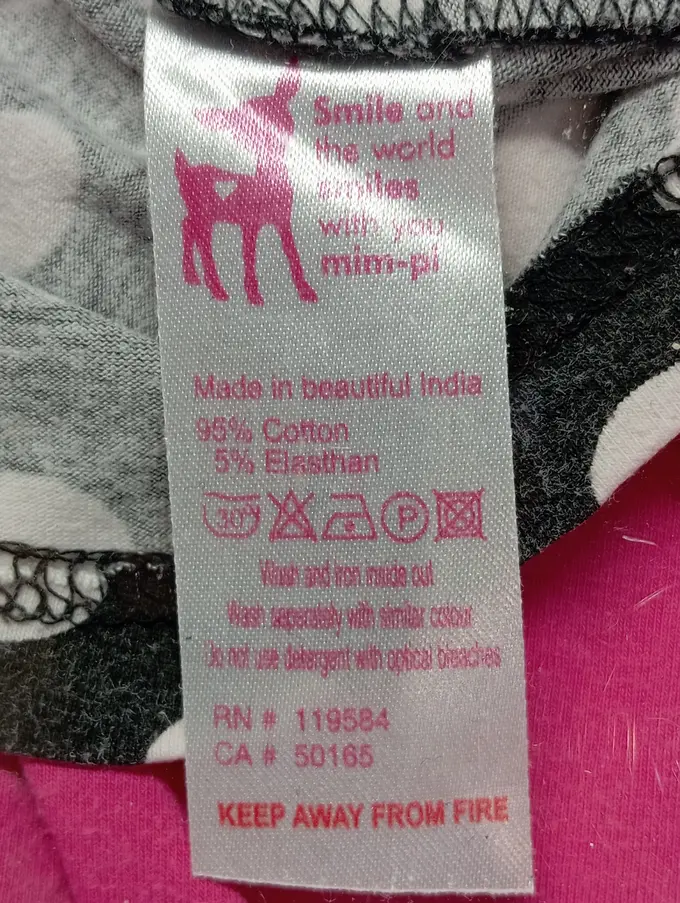 Smile and
the world
smiles
with you
mim-pi
Made in beautiful India
95% Cotton
5% Elasthan
30°
P
Wash and iron inside out
Wash seperately with similar colour
Do not use detergent with optical bleaches
RN # 119584
CA # 50165
KEEP AWAY FROM FIRE